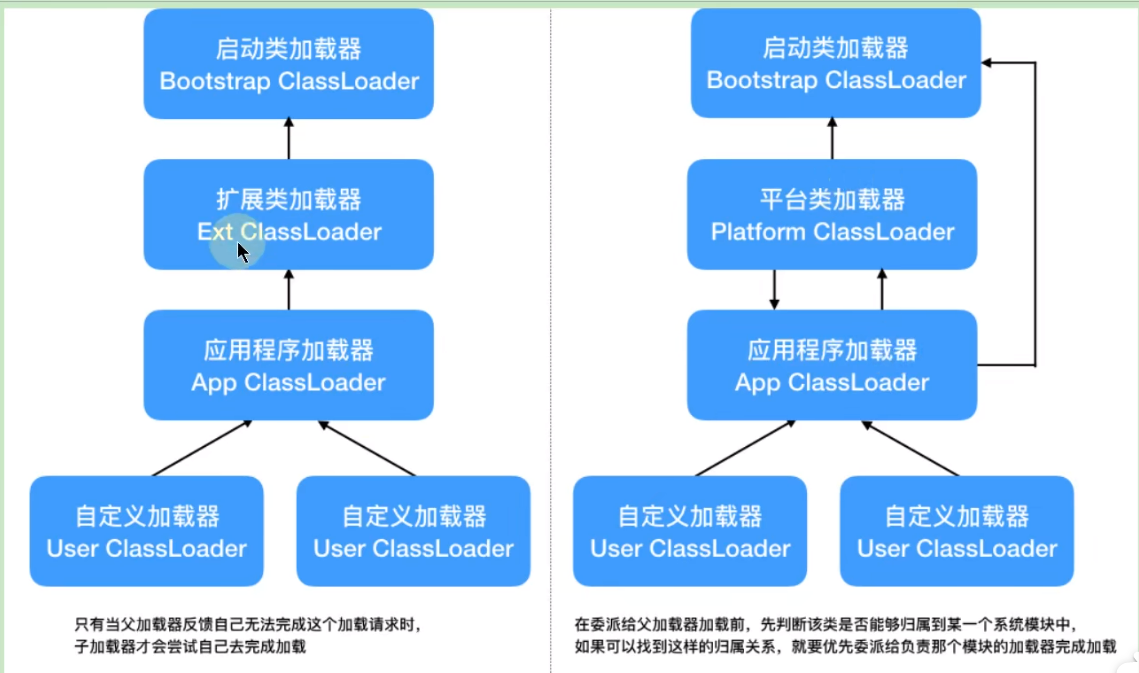 启动类加载器
Bootstrap ClassLoader
扩展类加载器
Ext ClassLoader
应用程序加载器
App ClassLoader
自定义加载器
User ClassLoader
自定义加载器
User ClassLoader
只有当父加载器反馈自己无法完成这个加载请求时，
子加载器才会尝试自己去完成加载
启动类加载器
Bootstrap ClassLoader
平台类加载器
Platform ClassLoader
应用程序加载器
App ClassLoader
自定义加载器
User ClassLoader
自定义加载器
User ClassLoader
在委派给父加载器加载前，先判断该类是否能够归属到某一个系统模块中，
如果可以找到这样的归属关系，就要优先委派给负责那个模块的加载器完成加载